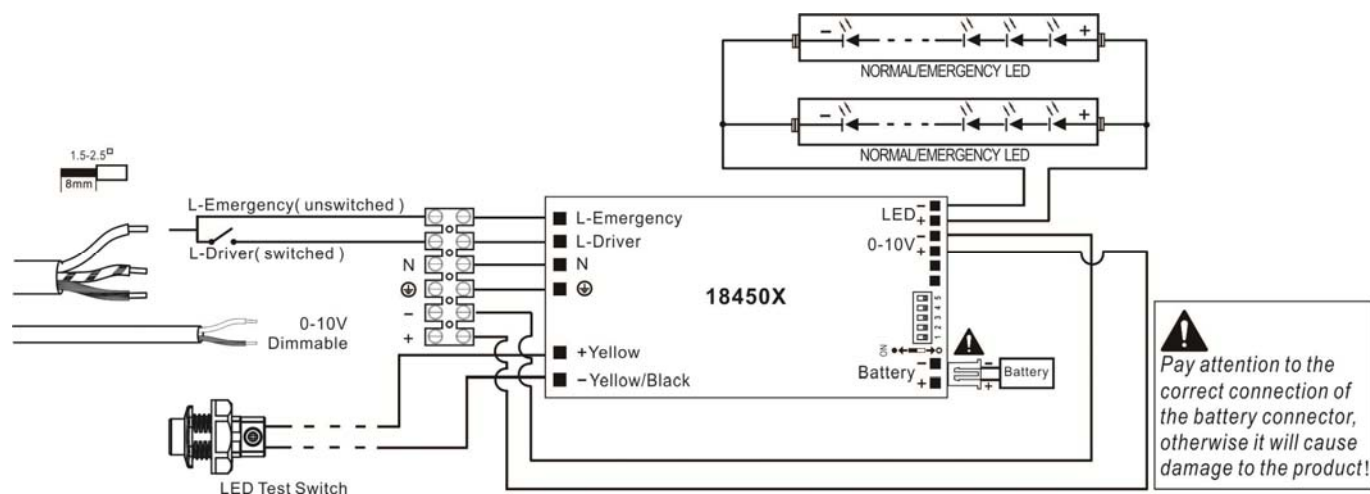 − +
NORMAL/EMERGENCY LED
− +
NORMAL/EMERGENCY LED
1.5-2.5□
8mm
L-Emergency( unswitched )
L-Driver( switched )
N
−
+
0-10V
Dimmable
L-Emergency
L-Driver
N
18450X
+Yellow
−Yellow/Black
LED − +
0-10V − +
1 2 3 4 5
ON
Battery − +
− +
Battery
LED Test Switch
Pay attention to the
correct connection of
the battery connector,
otherwise it will cause
damage to the product!